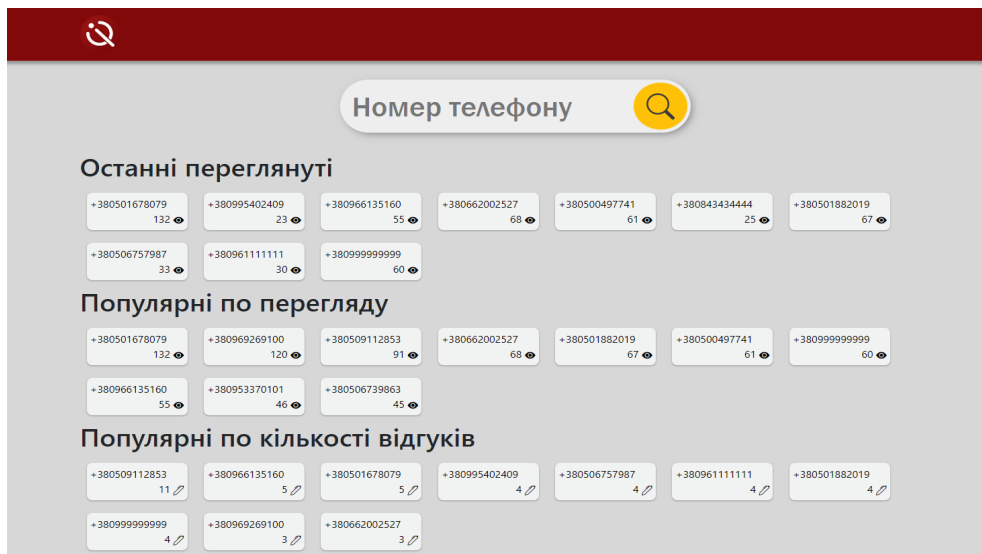 Номер телефону
Останні переглянуті
+380501678079 +380995402409 +380966135160 +380662002527 +380500497741 +380843434444 +380501882019
132 23 55 68 61 25 67
+380506757987 +380961111111 +380999999999
33 30 60
Популярні по перегляду
+380501678079 +380969269100 +380509112853 +380662002527 +380501882019 +380500497741 +380999999999
132 120 91 68 67 61 60
+380966135160 +380953370101 +380506739863
55 46 45
Популярні по кількості відгуків
+380509112853 +380966135160 +380501678079 +380995402409 +380506757987 +380961111111 +380501882019
11 5 5 4 4 4 4
+380999999999 +380969269100 +380662002527
4 3 3